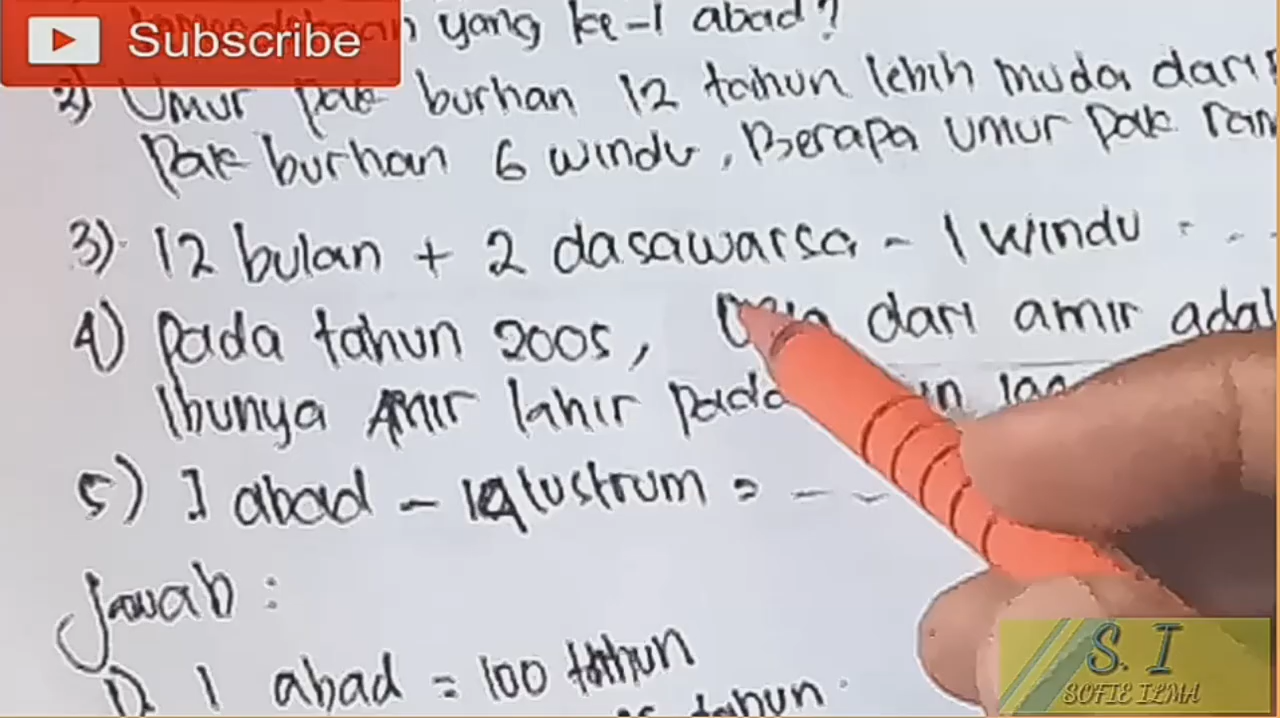 Subscribe
yang ke-1 abad?
2) Umur pak burhan 12 tahun lebih muda dari
Pak burhan 6 windu, Berapa umur pak
3) 12 bulan + 2 dasawarsa - 1 windu
4) pada tahun 2005, dari amir
Ibunya Amir lahir pada
5) 1 abad - lustrum = - -
Jawab :
1) 1 abad = 100 tahun
tahun
S. I
SOFIE ILMA